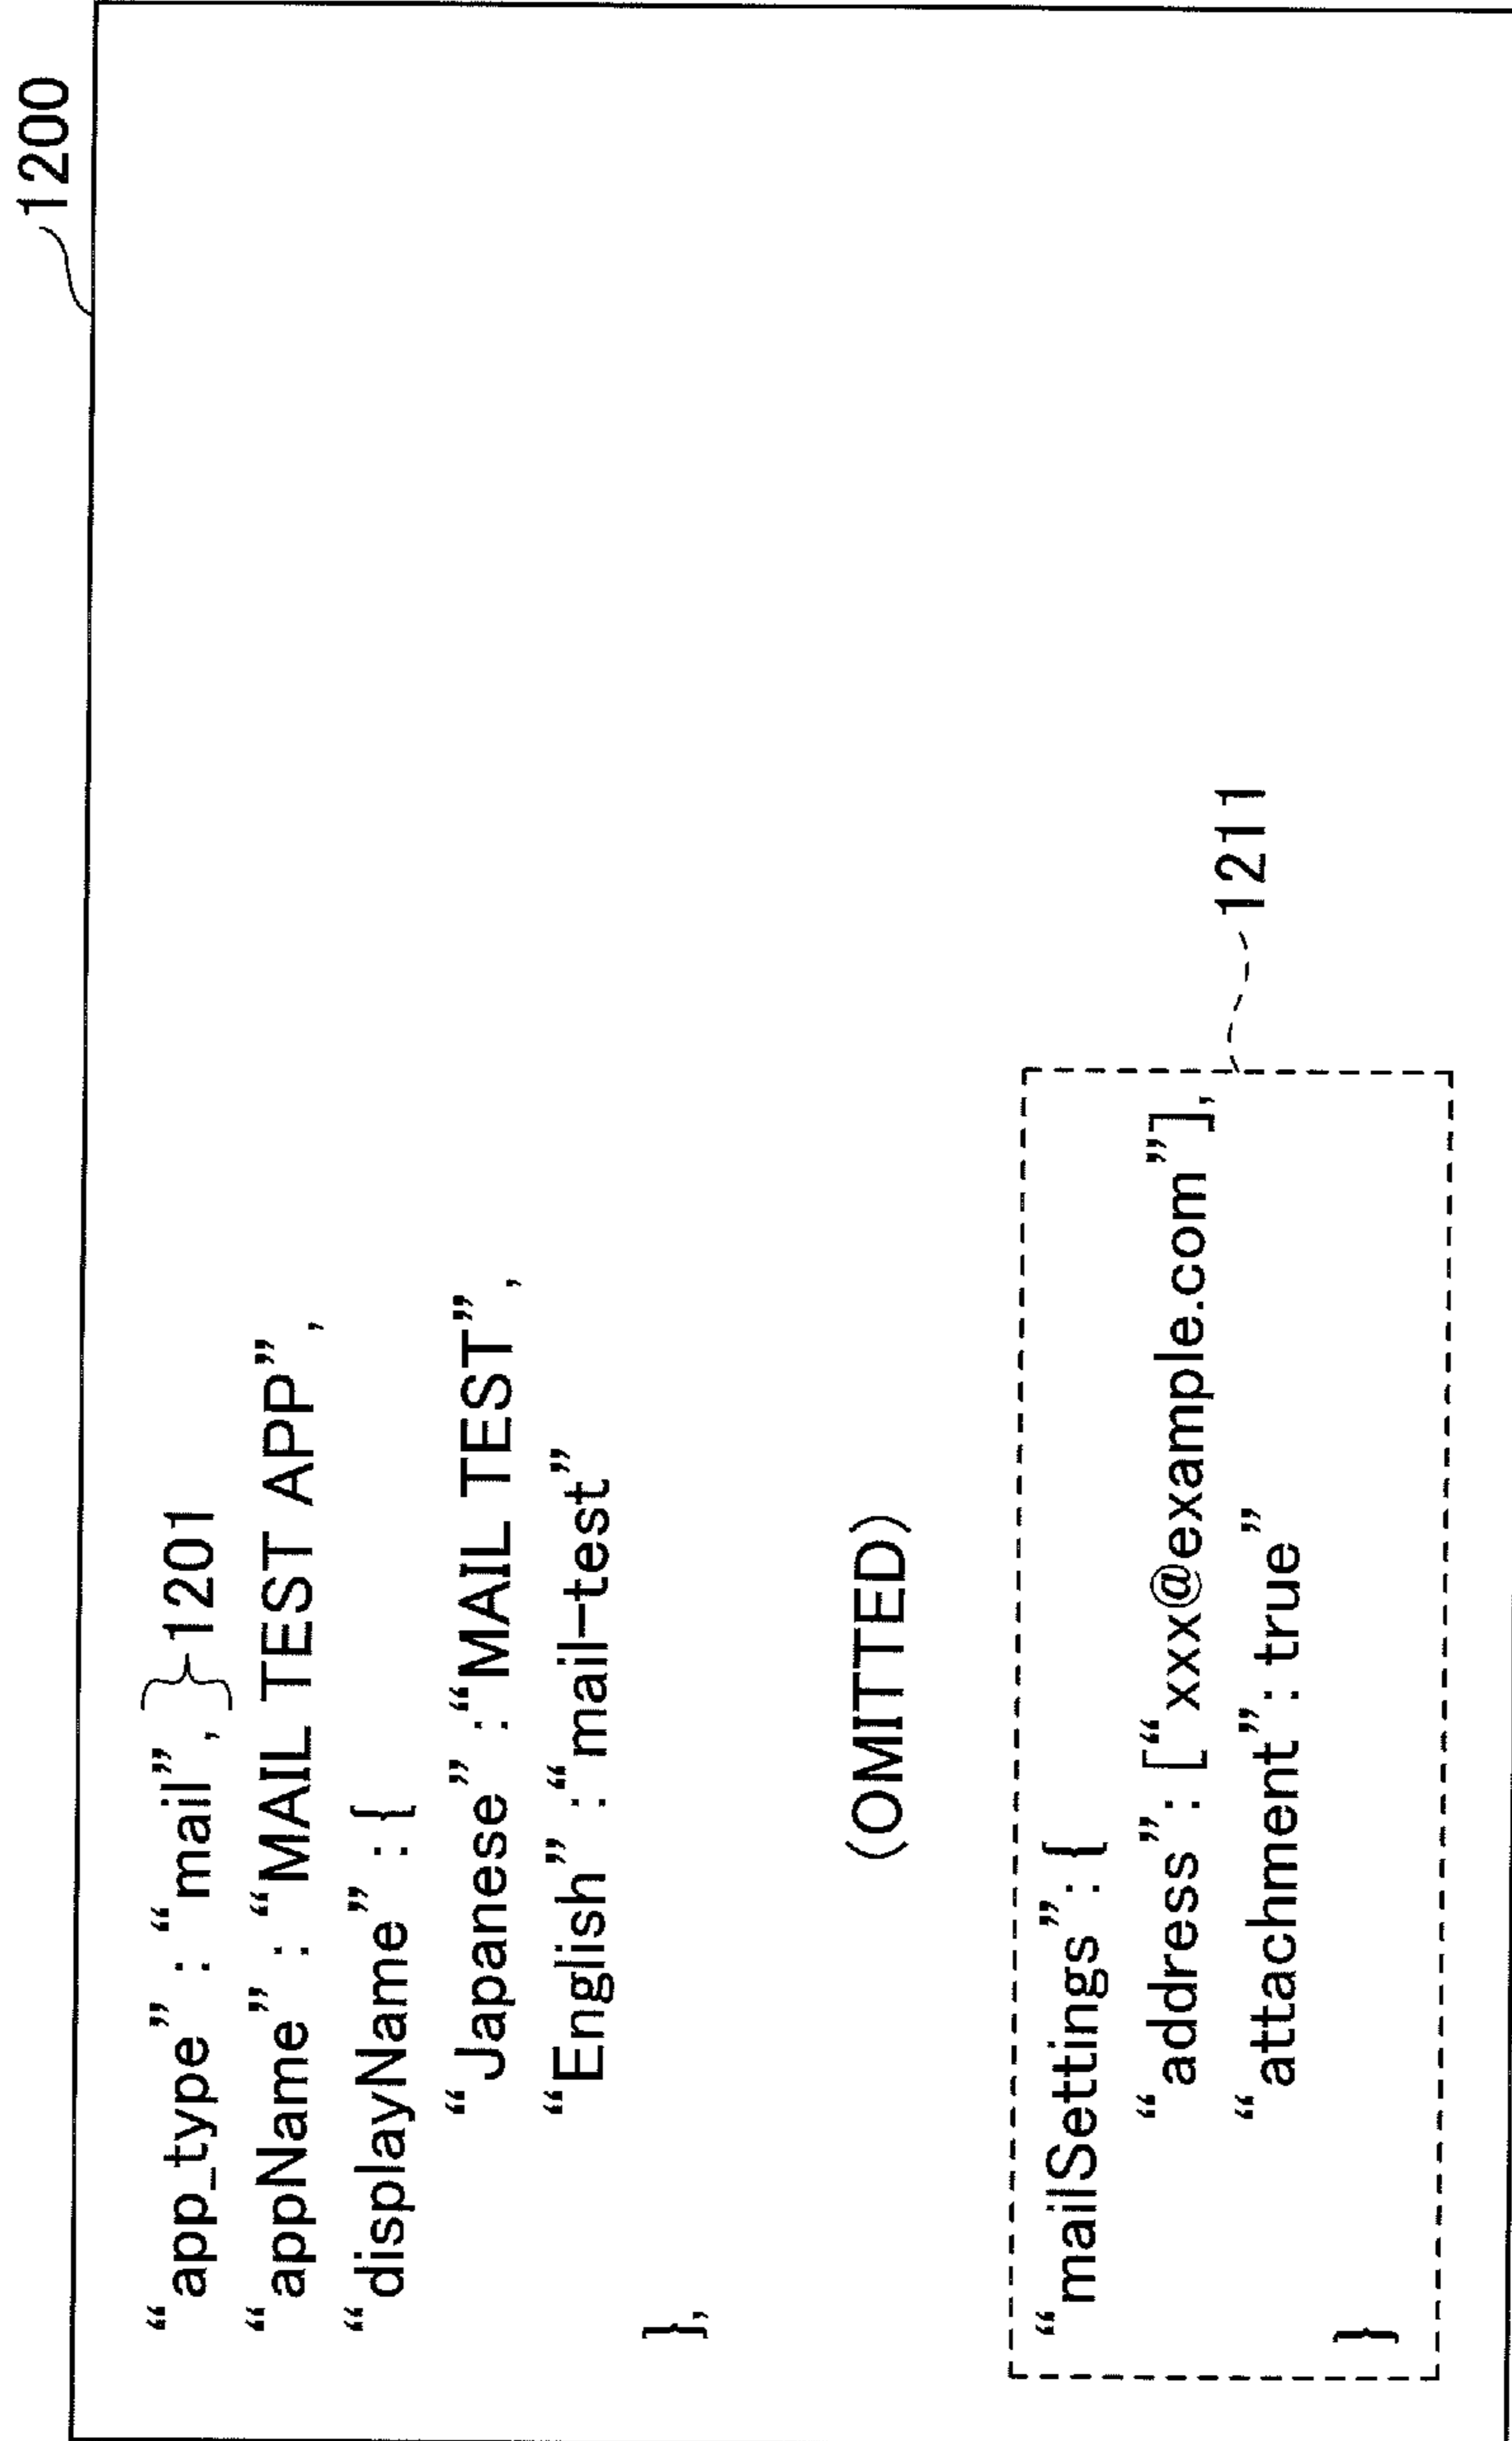 1200
“app_type” : “mail”, 1201
“appName” : “MAIL TEST APP”,
“displayName” : {
“Japanese” : “MAIL TEST”,
“English” : “mail-test”
},
(OMITTED)
“mailSettings” : {
“address” : [“xxx@example.com”],
“attachment” : true”
}
1211